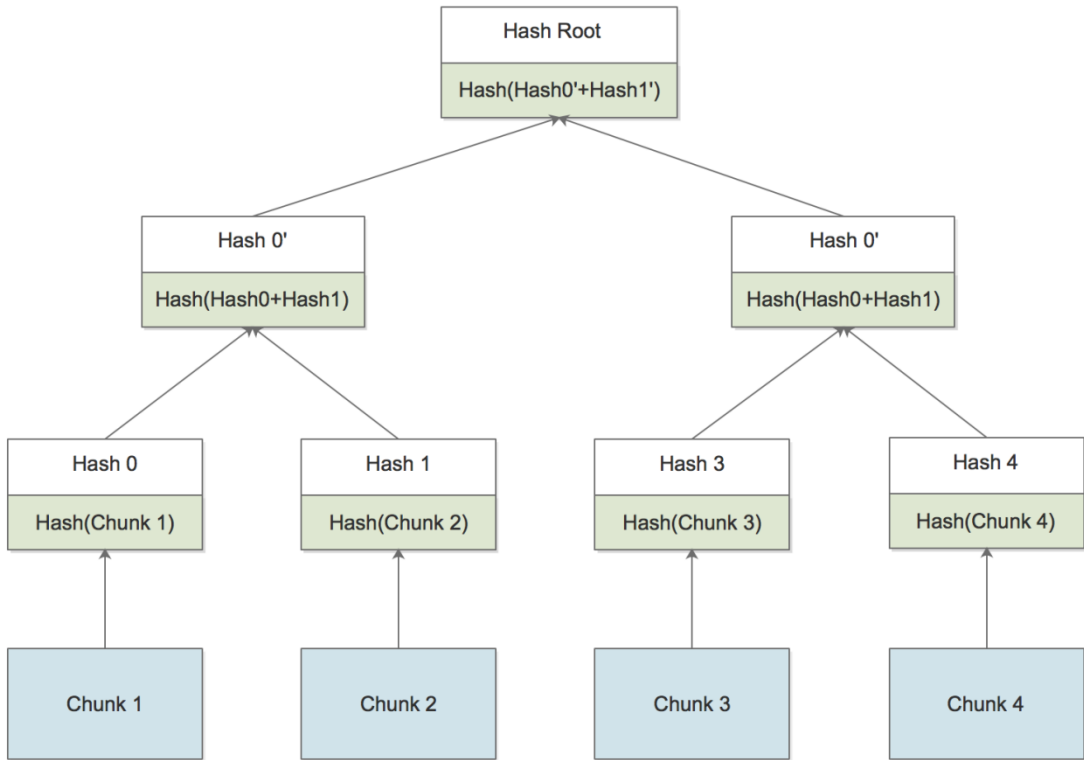 Hash Root
Hash(Hash0'+Hash1')
Hash 0'
Hash 0'
Hash(Hash0+Hash1)
Hash(Hash0+Hash1)
Hash 0
Hash 1
Hash 3
Hash 4
Hash(Chunk 1)
Hash(Chunk 2)
Hash(Chunk 3)
Hash(Chunk 4)
Chunk 1
Chunk 2
Chunk 3
Chunk 4